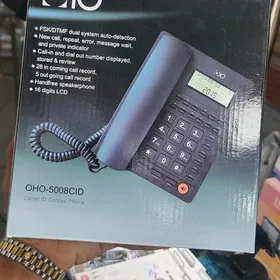 OHO
• FSK/DTMF dual system auto-detection
• New call, repeat, error, message wait,
and private indicator
• Call-in and dial out number displayed,
stored & review
• 28 in coming call record,
5 out going call record
• Handfree speakerphone
• 16 digits LCD
OHO-5008CID
Caller ID Corded Phone